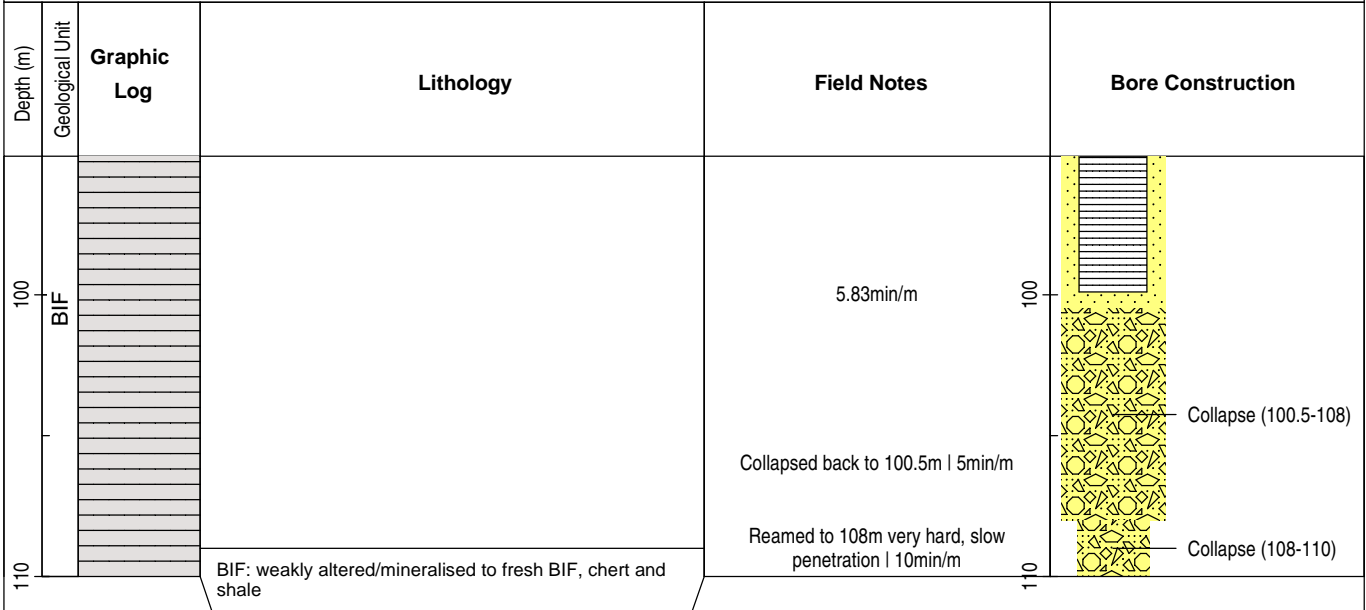 Depth (m)
Geological Unit
Graphic
Log
Lithology
Field Notes
Bore Construction
100
BIF
5.83min/m
100
Collapse (100.5-108)
Collapsed back to 100.5m | 5min/m
Reamed to 108m very hard, slow
penetration | 10min/m
Collapse (108-110)
110
BIF: weakly altered/mineralised to fresh BIF, chert and
shale
110